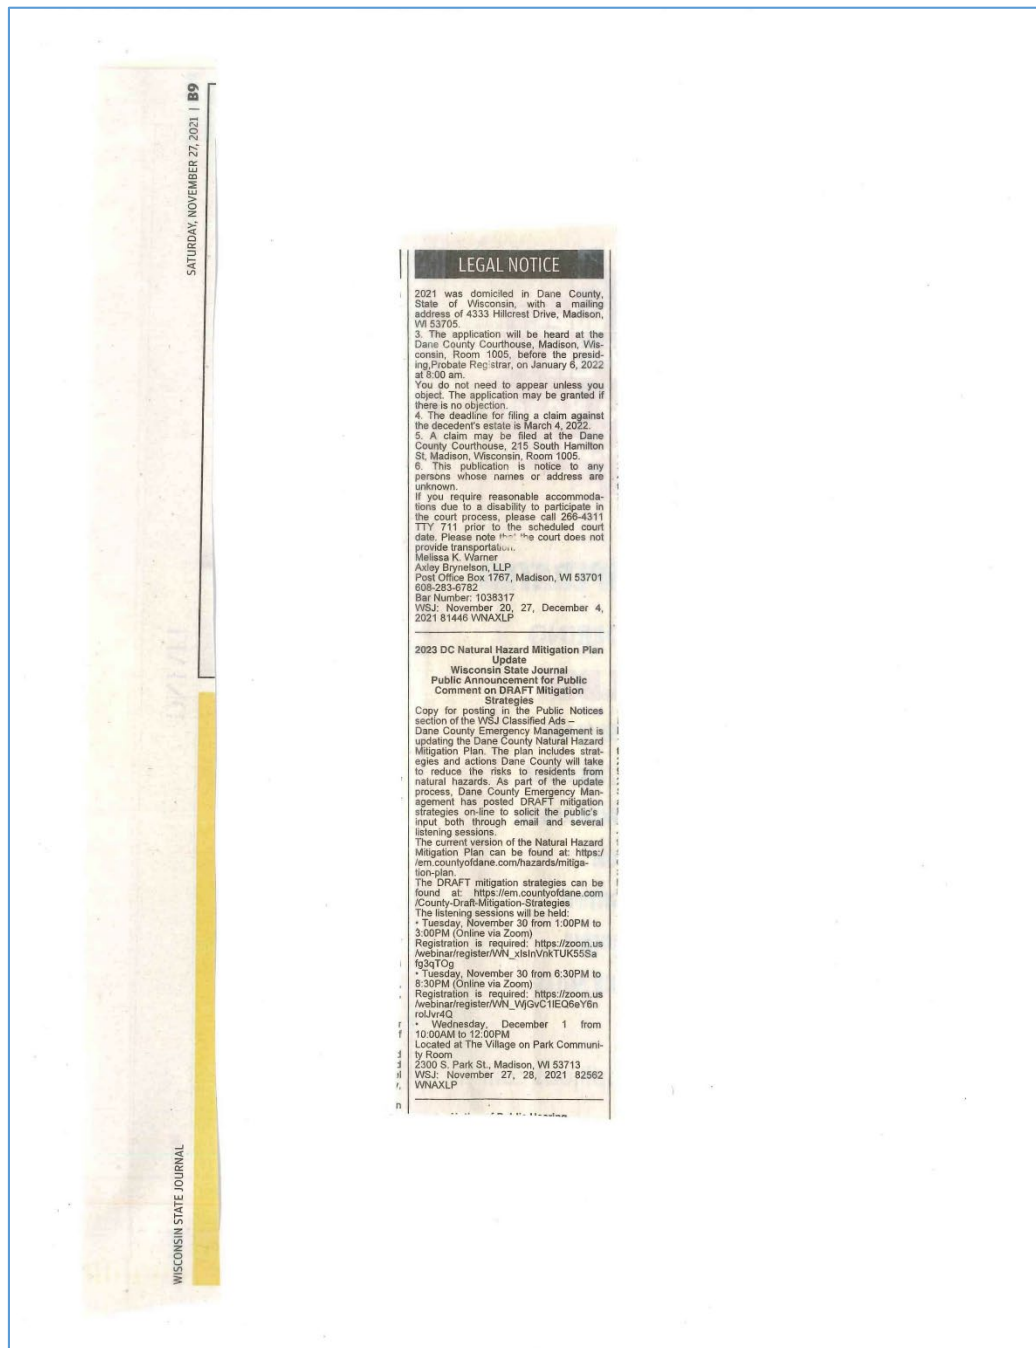 SATURDAY, NOVEMBER 27, 2021 | B9
WISCONSIN STATE JOURNAL
LEGAL NOTICE
2021 was domiciled in Dane County,
State of Wisconsin, with a mailing
address of 4333 Hillcrest Drive, Madison,
WI 53705.
3. The application will be heard at the
Dane County Courthouse, Madison, Wis-
consin, Room 1005, before the presid-
ing,Probate Registrar, on January 6, 2022
at 8:00 am.
You do not need to appear unless you
object. The application may be granted if
there is no objection.
4. The deadline for filing a claim against
the decedent's estate is March 4, 2022.
5. A claim may be filed at the Dane
County Courthouse, 215 South Hamilton
St, Madison, Wisconsin, Room 1005.
6. This publication is notice to any
persons whose names or address are
unknown.
If you require reasonable accommoda-
tions due to a disability to participate in
the court process, please call 266-4311
TTY 711 prior to the scheduled court
date. Please note that the court does not
provide transportation.
Melissa K. Warner
Axley Brynelson, LLP
Post Office Box 1767, Madison, WI 53701
608-283-6782
Bar Number: 1038317
WSJ: November 20, 27, December 4,
2021 81446 WNAXLP
2023 DC Natural Hazard Mitigation Plan
Update
Wisconsin State Journal
Public Announcement for Public
Comment on DRAFT Mitigation
Strategies
Copy for posting in the Public Notices
section of the WSJ Classified Ads –
Dane County Emergency Management is
updating the Dane County Natural Hazard
Mitigation Plan. The plan includes strat-
egies and actions Dane County will take
to reduce the risks to residents from
natural hazards. As part of the update
process, Dane County Emergency Man-
agement has posted DRAFT mitigation
strategies on-line to solicit the public's
input both through email and several
listening sessions.
The current version of the Natural Hazard
Mitigation Plan can be found at: https:/
/em.countyofdane.com/hazards/mitiga-
tion-plan.
The DRAFT mitigation strategies can be
found at: https://em.countyofdane.com
/County-Draft-Mitigation-Strategies
The listening sessions will be held:
• Tuesday, November 30 from 1:00PM to
3:00PM (Online via Zoom)
Registration is required: https://zoom.us
/webinar/register/WN_xIsInVnkTUK55Sa
fg3qTOg
• Tuesday, November 30 from 6:30PM to
8:30PM (Online via Zoom)
Registration is required: https://zoom.us
/webinar/register/WN_WjGvC1IEQ6eY6n
rolJvr4Q
• Wednesday, December 1 from
10:00AM to 12:00PM
Located at The Village on Park Communi-
ty Room
2300 S. Park St., Madison, WI 53713
WSJ: November 27, 28, 2021 82562
WNAXLP